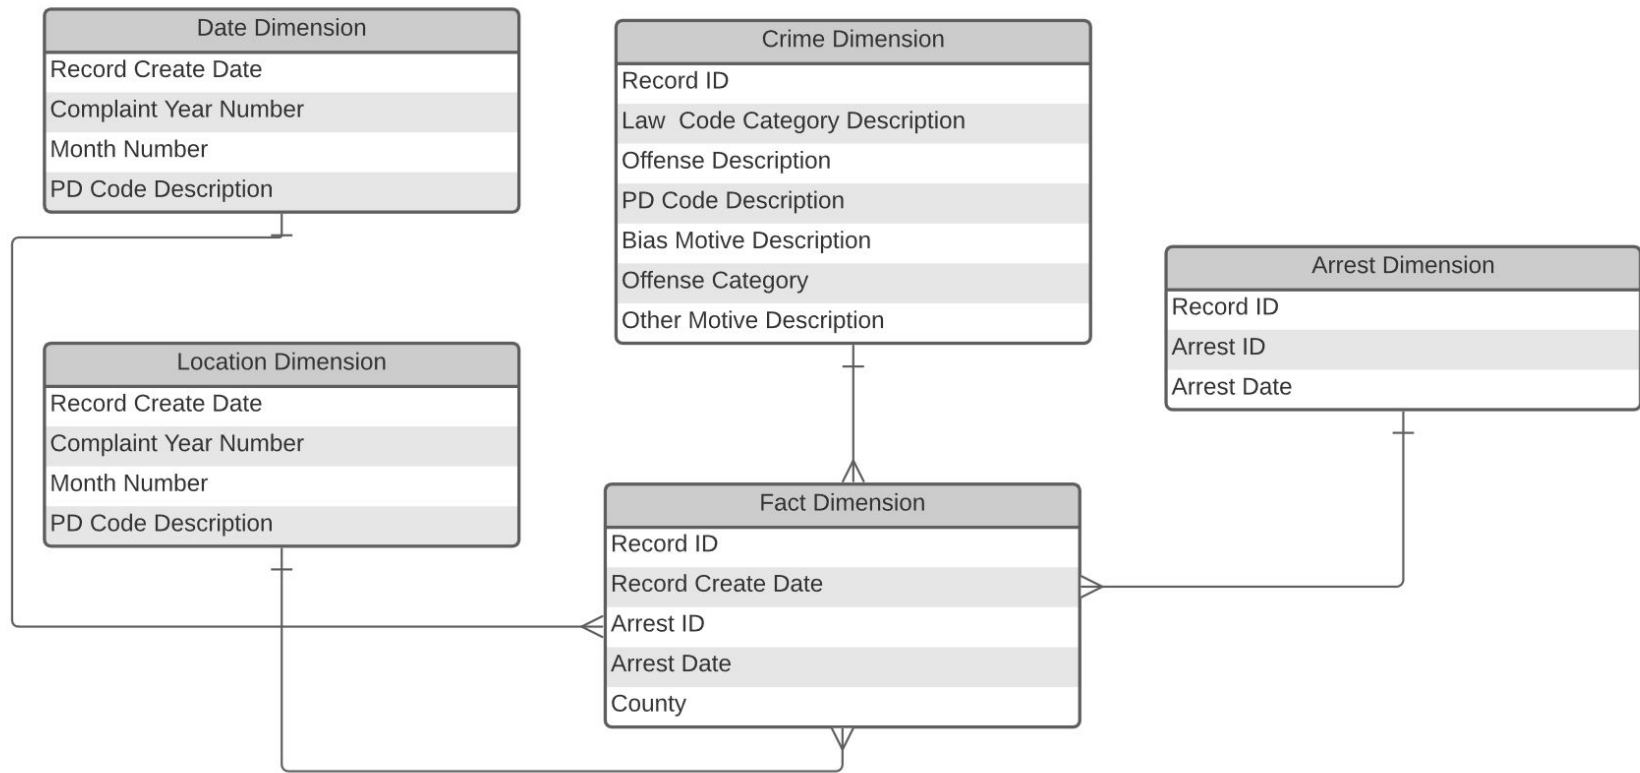 Date Dimension
Record Create Date
Complaint Year Number
Month Number
PD Code Description
Crime Dimension
Record ID
Law  Code Category Description
Offense Description
PD Code Description
Bias Motive Description
Offense Category
Other Motive Description
Arrest Dimension
Record ID
Arrest ID
Arrest Date
Location Dimension
Record Create Date
Complaint Year Number
Month Number
PD Code Description
Fact Dimension
Record ID
Record Create Date
Arrest ID
Arrest Date
County